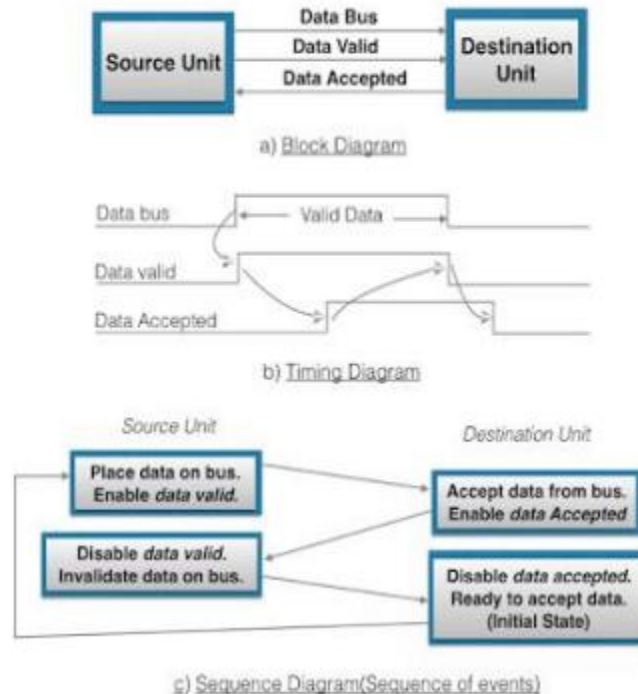 Data Bus
Source Unit
Data Valid
Destination Unit
Data Accepted
a) Block Diagram
Data bus
Valid Data
Data valid
Data Accepted
b) Timing Diagram
Source Unit
Destination Unit
Place data on bus.
Enable data valid.
Accept data from bus.
Enable data Accepted
Disable data valid.
Invalidate data on bus.
Disable data accepted.
Ready to accept data.
(Initial State)
c) Sequence Diagram(Sequence of events)